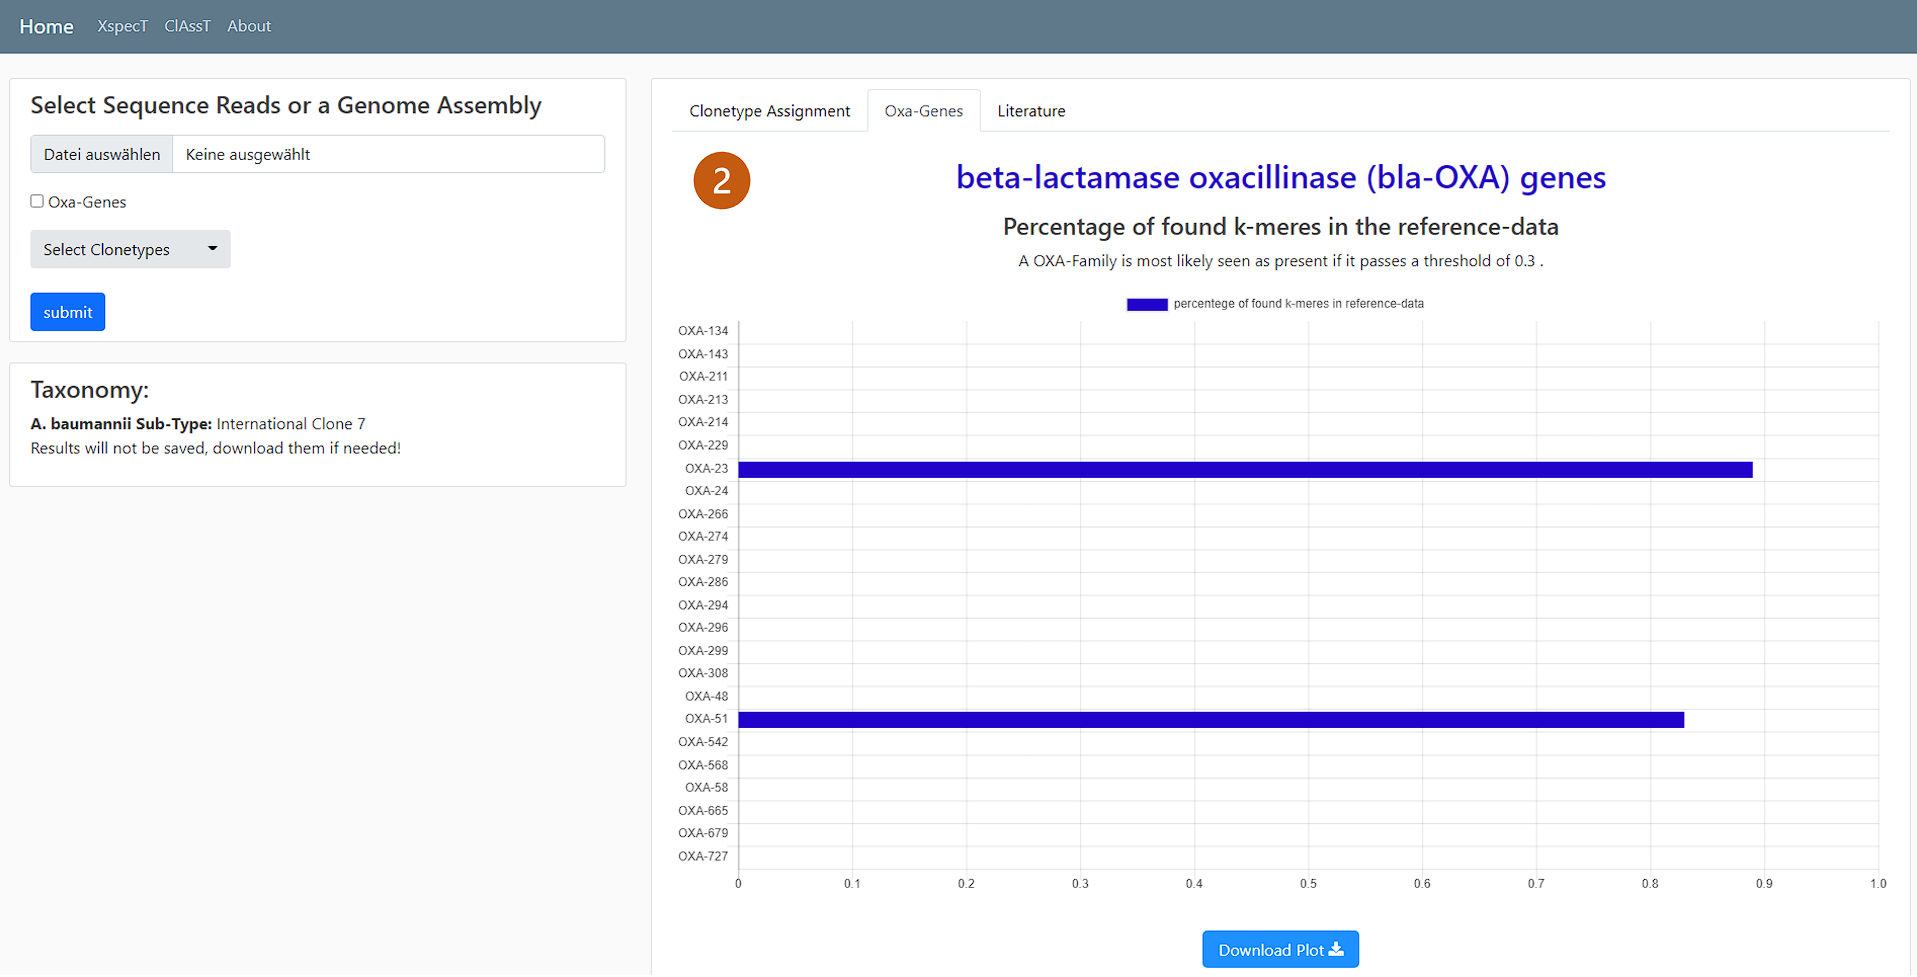 Home XspecT ClAssT About
Select Sequence Reads or a Genome Assembly
Datei auswählen Keine ausgewählt
Oxa-Genes
Select Clonetypes
submit
Taxonomy:
A. baumannii Sub-Type: International Clone 7
Results will not be saved, download them if needed!
Clonetype Assignment Oxa-Genes Literature
2
beta-lactamase oxacillinase (bla-OXA) genes
Percentage of found k-meres in the reference-data
A OXA-Family is most likely seen as present if it passes a threshold of 0.3 .
percentege of found k-meres in reference-data
OXA-134
OXA-143
OXA-211
OXA-213
OXA-214
OXA-229
OXA-23
OXA-24
OXA-266
OXA-274
OXA-279
OXA-286
OXA-294
OXA-296
OXA-299
OXA-308
OXA-48
OXA-51
OXA-542
OXA-568
OXA-58
OXA-665
OXA-679
OXA-727
0 0.1 0.2 0.3 0.4 0.5 0.6 0.7 0.8 0.9 1.0
Download Plot